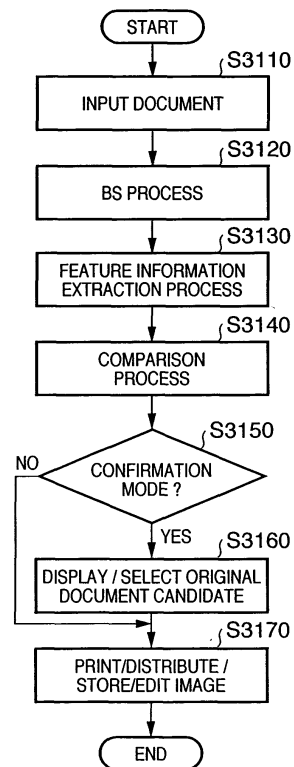 START
S3110
INPUT DOCUMENT
S3120
BS PROCESS
S3130
FEATURE INFORMATION
EXTRACTION PROCESS
S3140
COMPARISON
PROCESS
S3150
CONFIRMATION
MODE ?
NO
YES
S3160
DISPLAY / SELECT ORIGINAL
DOCUMENT CANDIDATE
S3170
PRINT/DISTRIBUTE /
STORE/EDIT IMAGE
END